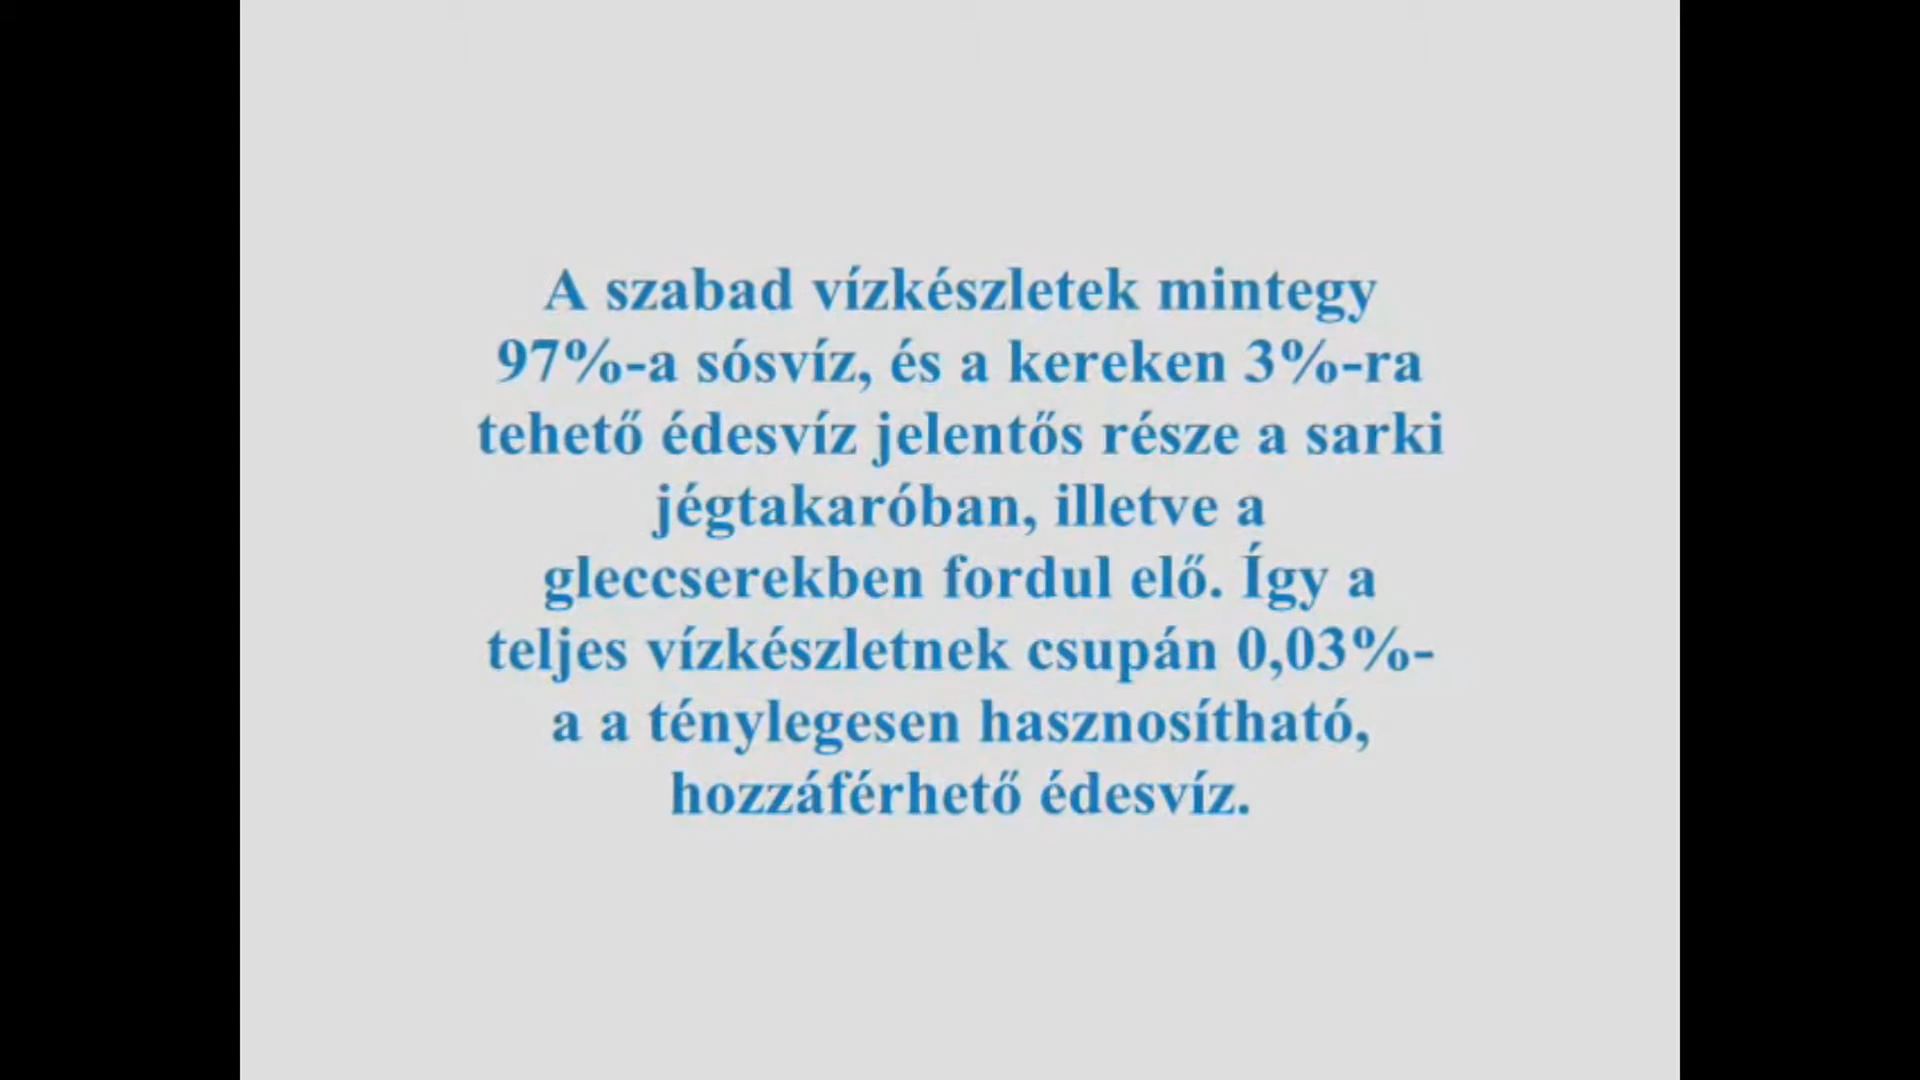 A szabad vízkészletek mintegy
97%-a sósvíz, és a kereken 3%-ra
tehető édesvíz jelentős része a sarki
jégtakaróban, illetve a
gleccserekben fordul elő. Így a
teljes vízkészletnek csupán 0,03%-
a a ténylegesen hasznosítható,
hozzáférhető édesvíz.